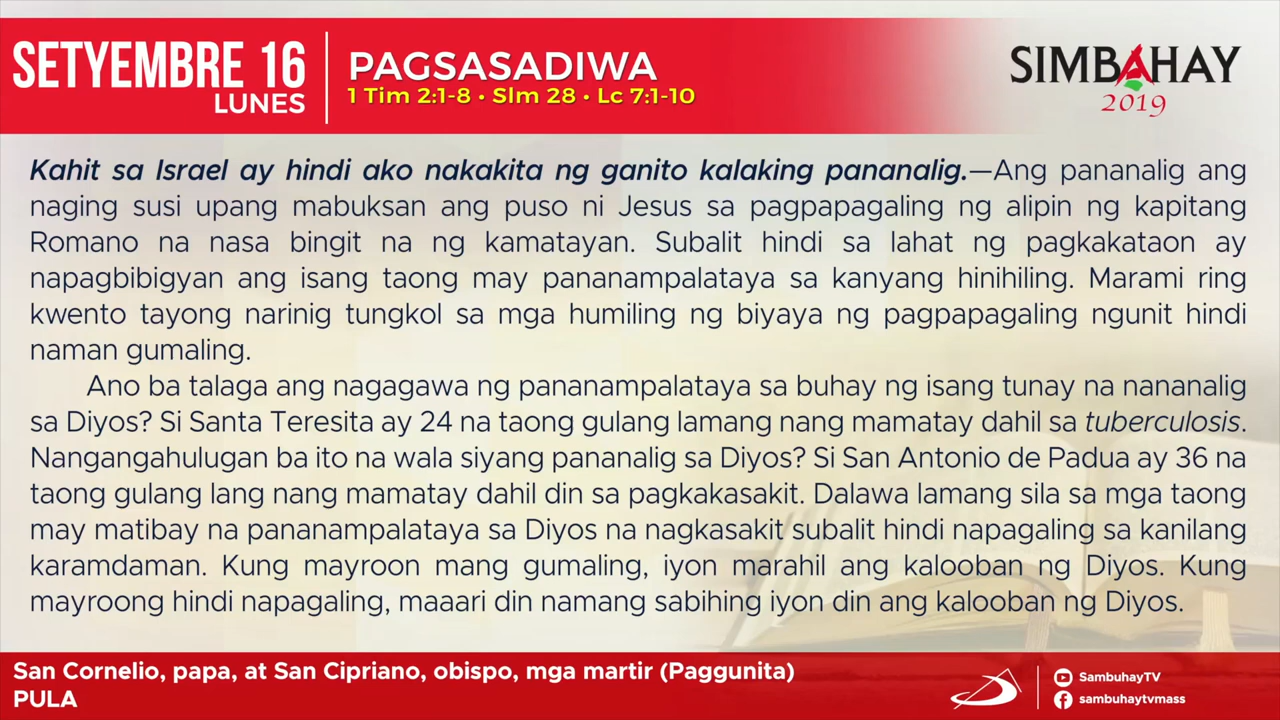 SETYEMBRE 16
LUNES
PAGSASADIWA
1 Tim 2:1-8 • Slm 28 • Lc 7:1-10
SIMBAHAY
2019
Kahit sa Israel ay hindi ako nakakita ng ganito kalaking pananalig.—Ang pananalig ang
naging susi upang mabuksan ang puso ni Jesus sa pagpapagaling ng alipin ng kapitang
Romano na nasa bingit na ng kamatayan. Subalit hindi sa lahat ng pagkakataon ay
napagbibigyan ang isang taong may pananampalataya sa kanyang hinihiling. Marami ring
kwento tayong narinig tungkol sa mga humiling ng biyaya ng pagpapagaling ngunit hindi
naman gumaling.
Ano ba talaga ang nagagawa ng pananampalataya sa buhay ng isang tunay na nananalig
sa Diyos? Si Santa Teresita ay 24 na taong gulang lamang nang mamatay dahil sa tuberculosis.
Nangangahulugan ba ito na wala siyang pananalig sa Diyos? Si San Antonio de Padua ay 36 na
taong gulang lang nang mamatay dahil din sa pagkakasakit. Dalawa lamang sila sa mga taong
may matibay na pananampalataya sa Diyos na nagkasakit subalit hindi napagaling sa kanilang
karamdaman. Kung mayroon mang gumaling, iyon marahil ang kalooban ng Diyos. Kung
mayroong hindi napagaling, maaari din namang sabihing iyon din ang kalooban ng Diyos.
San Cornelio, papa, at San Cipriano, obispo, mga martir (Paggunita)
PULA
SambuhayTV
sambuhaytvmass